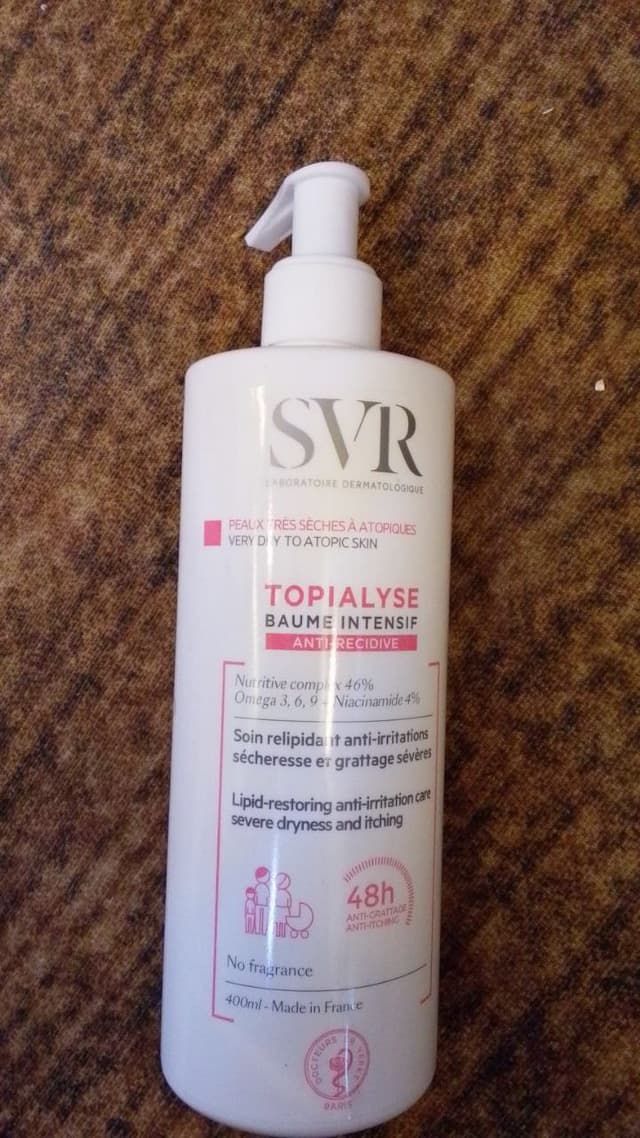 SVR
LABORATOIRE DERMATOLOGIQUE
PEAUX TRÈS SÈCHES À ATOPIQUES
VERY DRY TO ATOPIC SKIN
TOPIALYSE
BAUME INTENSIF
ANTI-RECIDIVE
Nutritive complex 46%
Omega 3, 6, 9 + Niacinamide 4%
Soin relipidant anti-irritations
sécheresse et grattage sévères
Lipid-restoring anti-irritation care
severe dryness and itching
48h
ANTI-GRATTAGE
ANTI-ITCHING
No fragrance
400ml - Made in France
DOCTEURS
PARIS